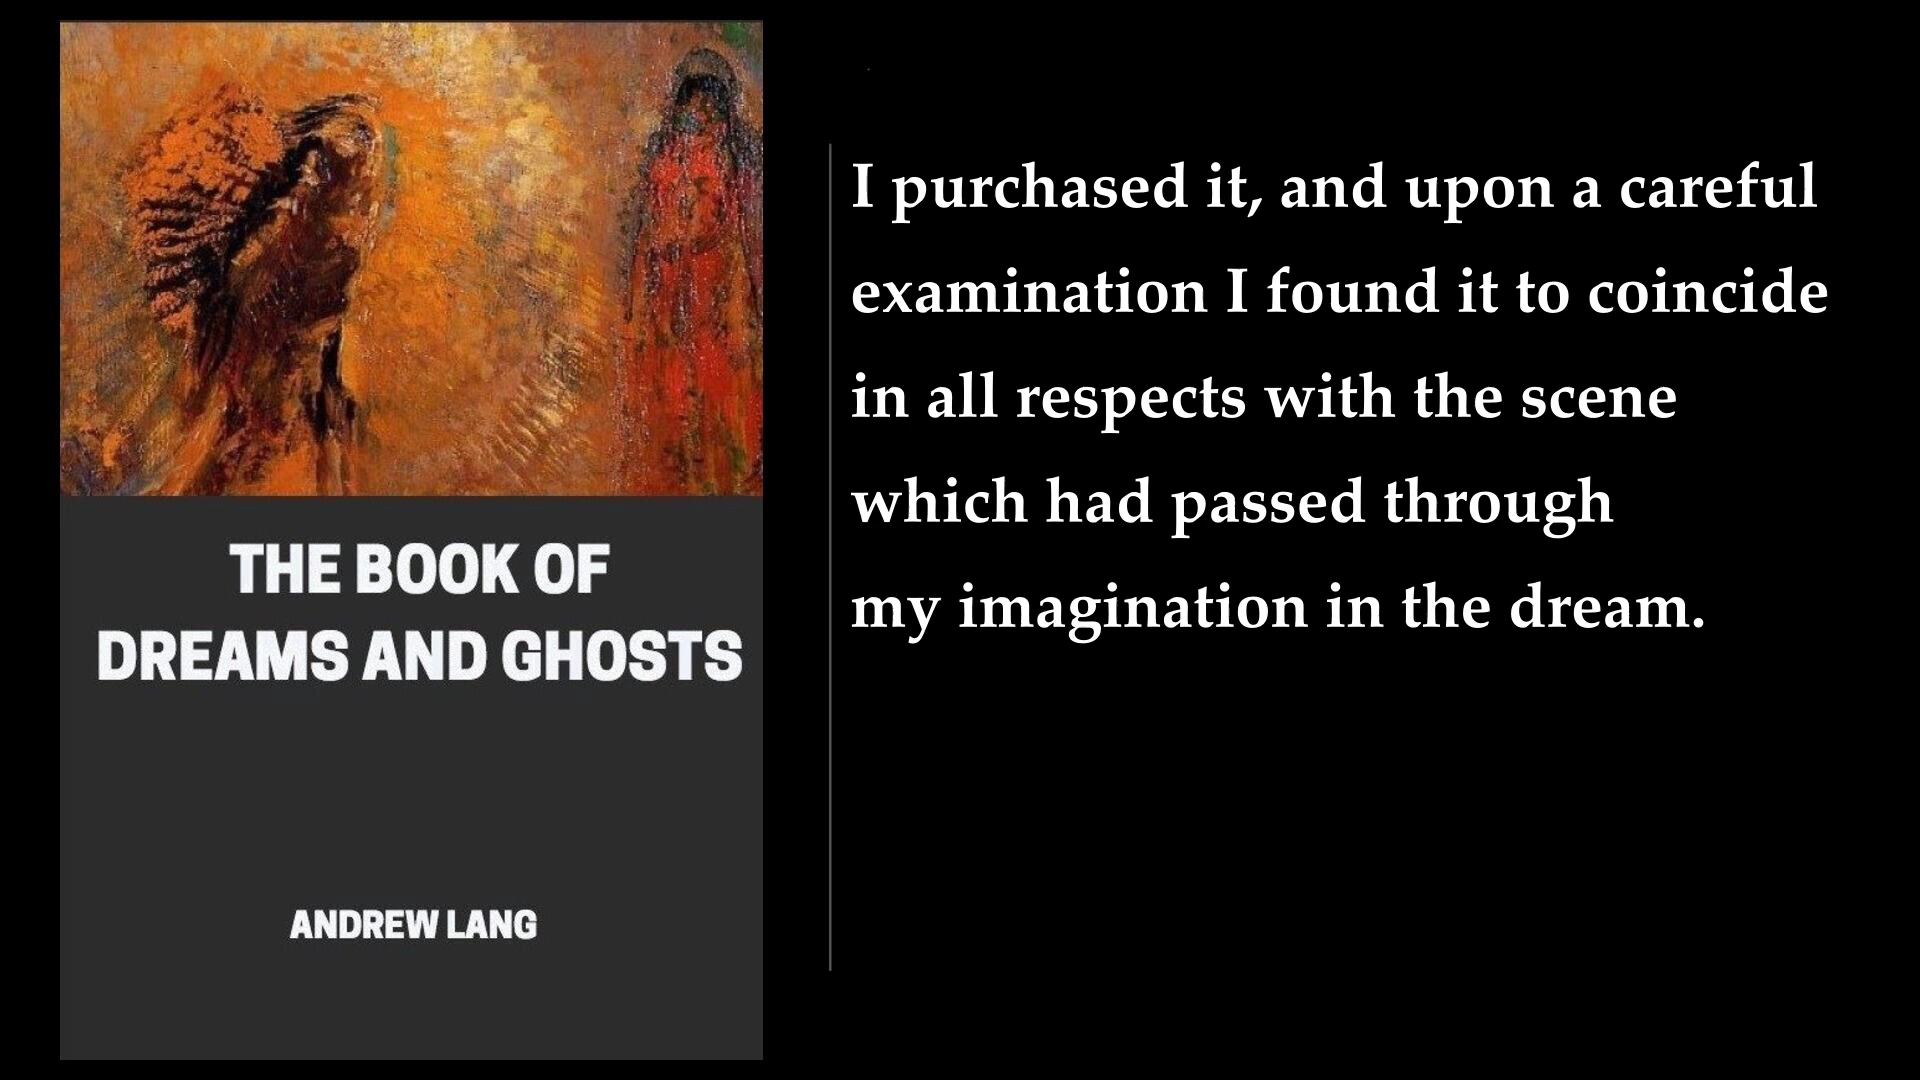 THE BOOK OF
DREAMS AND GHOSTS
ANDREW LANG
I purchased it, and upon a careful
examination I found it to coincide
in all respects with the scene
which had passed through
my imagination in the dream.